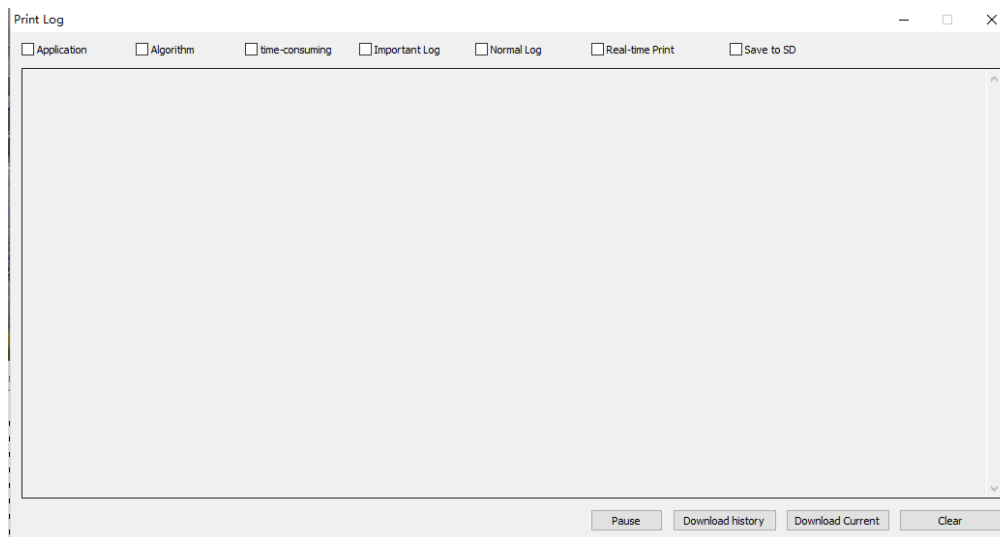 Print Log
Application Algorithm time-consuming Important Log Normal Log Real-time Print Save to SD
Pause Download history Download Current Clear